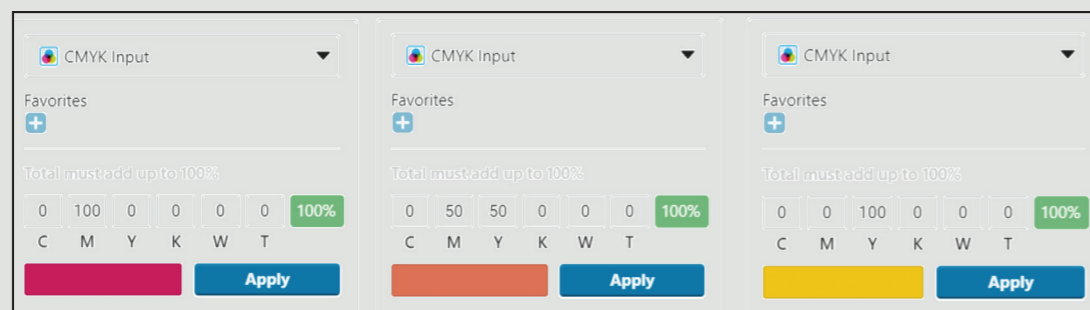 CMYK Input
Favorites
Total must add up to 100%
0 100 0 0 0 0 100%
C M Y K W T
Apply
CMYK Input
Favorites
Total must add up to 100%
0 50 50 0 0 0 100%
C M Y K W T
Apply
CMYK Input
Favorites
Total must add up to 100%
0 0 100 0 0 0 100%
C M Y K W T
Apply